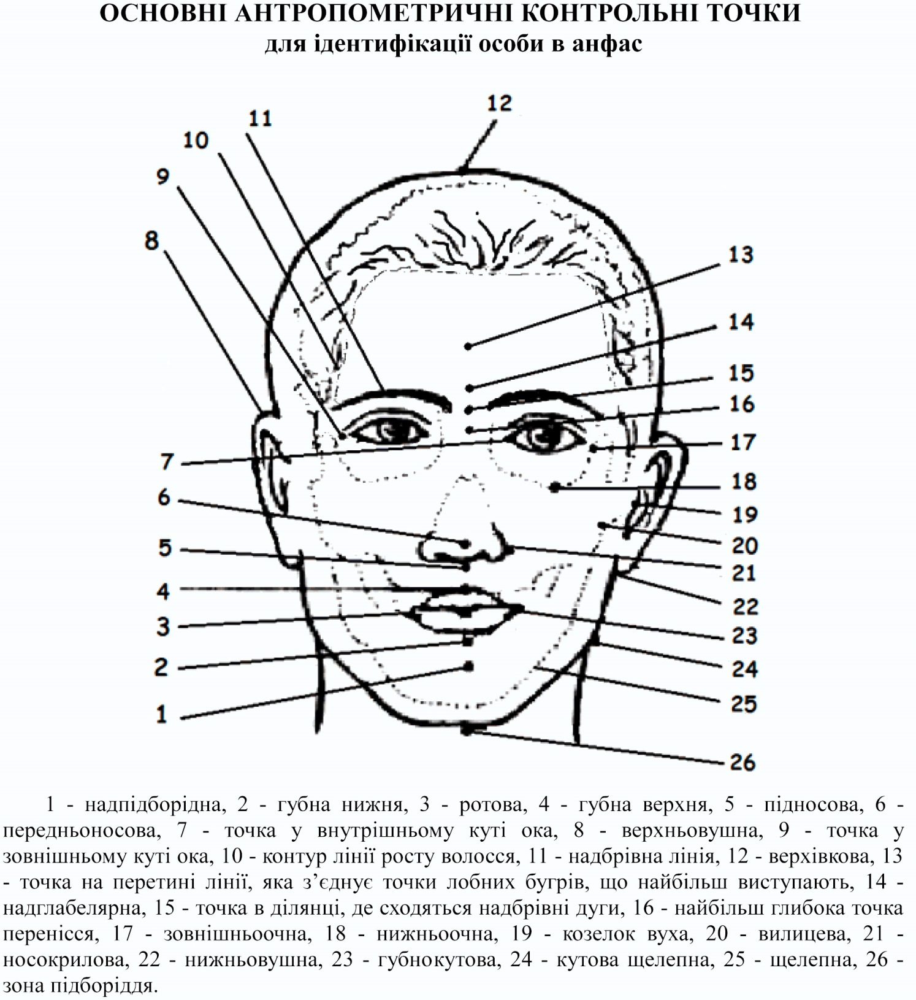 ОСНОВНІ АНТРОПОМЕТРИЧНІ КОНТРОЛЬНІ ТОЧКИ
для ідентифікації особи в анфас
12
11
10
9
8
13
14
15
16
7
17
18
6
19
5
20
21
4
22
3
23
2
24
25
1
26
1 - надпідборідна, 2 - губна нижня, 3 - ротова, 4 - губна верхня, 5 - підносова, 6 -
передньоносова, 7 - точка у внутрішньому куті ока, 8 - верхньовушна, 9 - точка у
зовнішньому куті ока, 10 - контур лінії росту волосся, 11 - надбрівна лінія, 12 - верхівкова, 13
- точка на перетині лінії, яка з’єднує точки лобних бугрів, що найбільш виступають, 14 -
надглабелярна, 15 - точка в ділянці, де сходяться надбрівні дуги, 16 - найбільш глибока точка
перенісся, 17 - зовнішньоочна, 18 - нижньоочна, 19 - козелок вуха, 20 - вилицева, 21 -
носокрилова, 22 - нижньовушна, 23 - губнокутова, 24 - кутова щелепна, 25 - щелепна, 26 -
зона підборіддя.